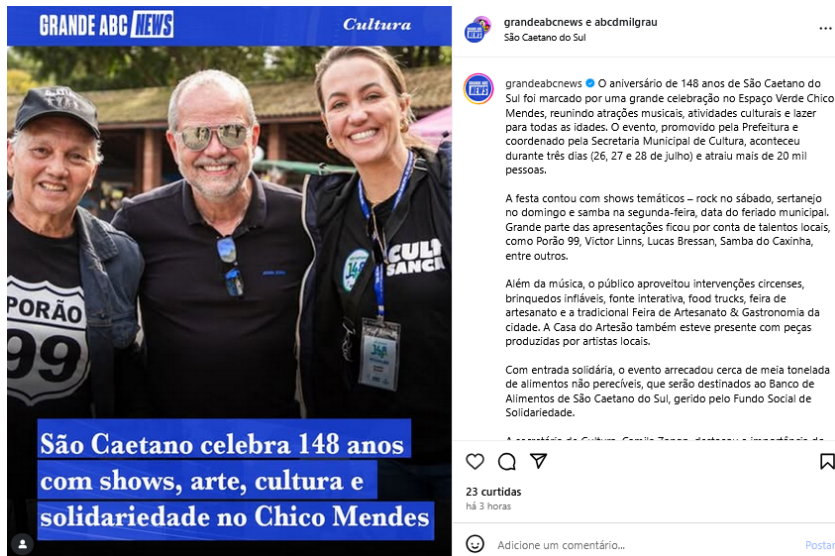 GRANDE ABC NEWS
Cultura
PORÃO
99
148
CULT
SANCA
148
São Caetano celebra 148 anos
com shows, arte, cultura e
solidariedade no Chico Mendes
grandeabcnews e abcdmilgrau
São Caetano do Sul
grandeabcnews O aniversário de 148 anos de São Caetano do
Sul foi marcado por uma grande celebração no Espaço Verde Chico
Mendes, reunindo atrações musicais, atividades culturais e lazer
para todas as idades. O evento, promovido pela Prefeitura e
coordenado pela Secretaria Municipal de Cultura, aconteceu
durante três dias (26, 27 e 28 de julho) e atraiu mais de 20 mil
pessoas.
A festa contou com shows temáticos – rock no sábado, sertanejo
no domingo e samba na segunda-feira, data do feriado municipal.
Grande parte das apresentações ficou por conta de talentos locais,
como Porão 99, Victor Linns, Lucas Bressan, Samba do Caxinha,
entre outros.
Além da música, o público aproveitou intervenções circenses,
brinquedos infláveis, fonte interativa, food trucks, feira de
artesanato e a tradicional Feira de Artesanato & Gastronomia da
cidade. A Casa do Artesão também esteve presente com peças
produzidas por artistas locais.
Com entrada solidária, o evento arrecadou cerca de meia tonelada
de alimentos não perecíveis, que serão destinados ao Banco de
Alimentos de São Caetano do Sul, gerido pelo Fundo Social de
Solidariedade.
23 curtidas
há 3 horas
Adicione um comentário...
Postar